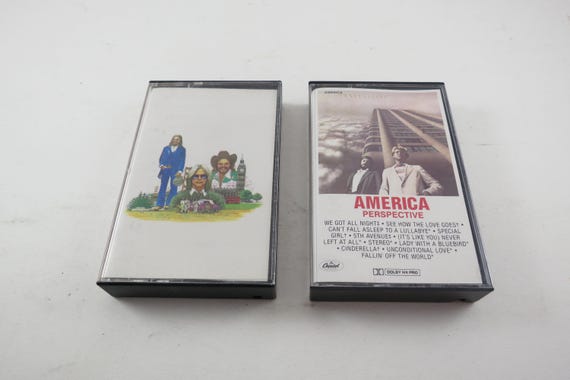 AMERICA
AMERICA
PERSPECTIVE
WE GOT ALL NIGHT‡ • SEE HOW THE LOVE GOES†
CAN'T FALL ASLEEP TO A LULLABYE* • SPECIAL
GIRL† • 5TH AVENUE‡ • (IT'S LIKE YOU) NEVER
LEFT AT ALL* • STEREO* • LADY WITH A BLUEBIRD*
• CINDERELLA† • UNCONDITIONAL LOVE* •
FALLIN' OFF THE WORLD*
Capitol
DOLBY HX PRO